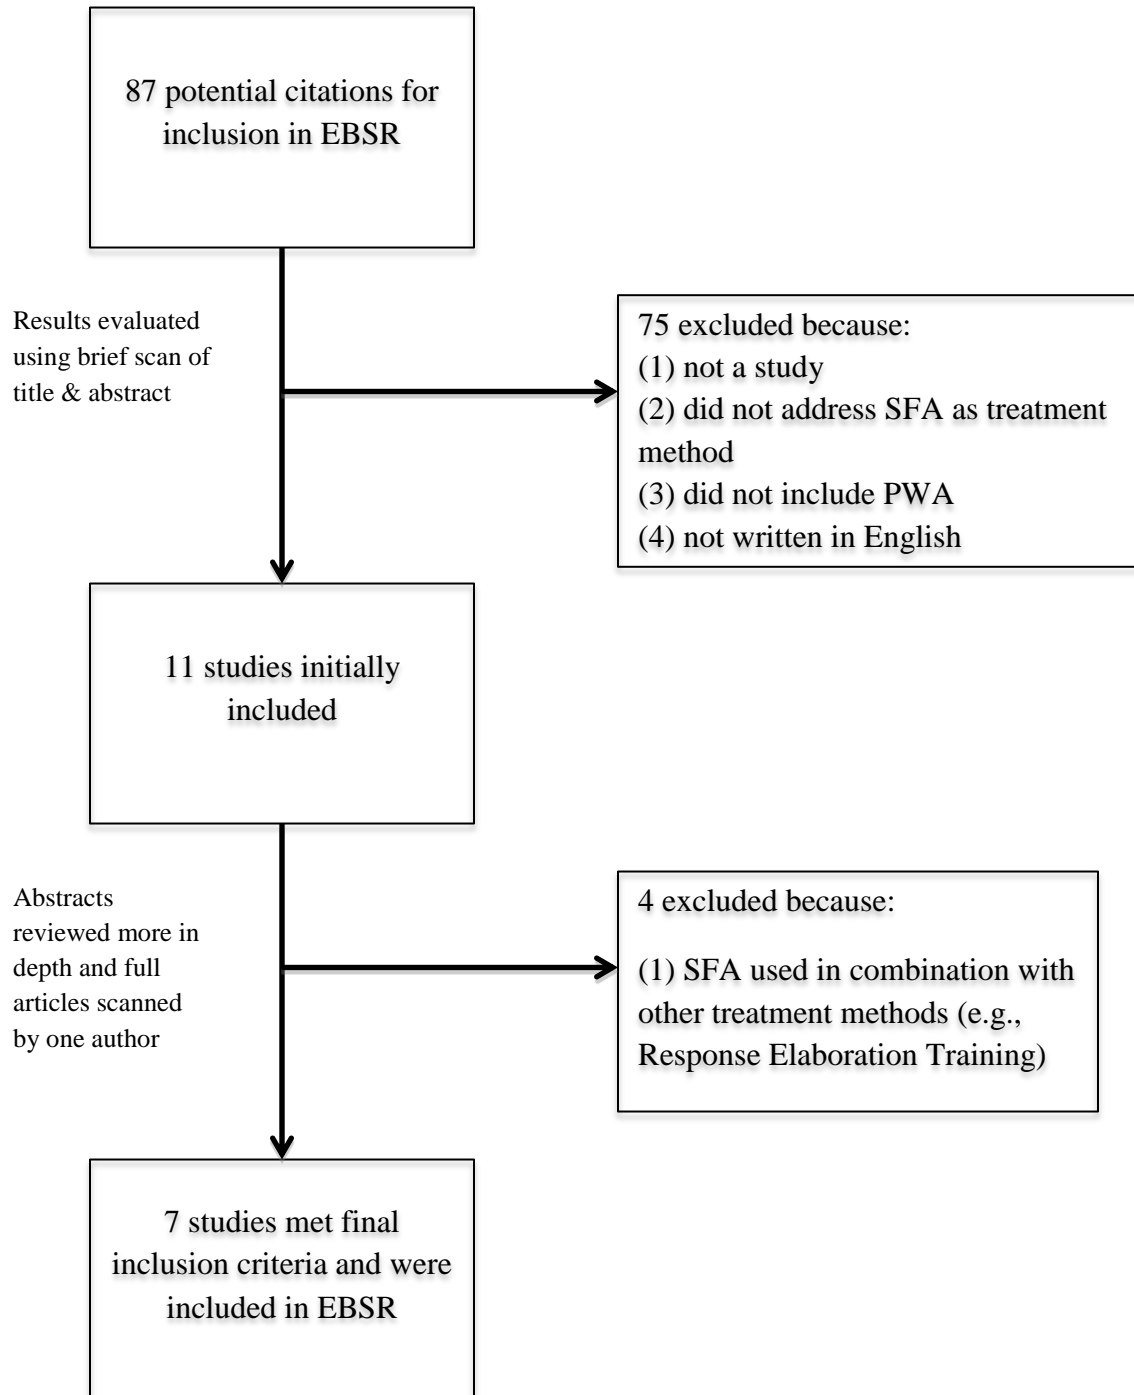 87 potential citations for
inclusion in EBSR
Results evaluated
using brief scan of
title & abstract
75 excluded because:
(1) not a study
(2) did not address SFA as treatment
method
(3) did not include PWA
(4) not written in English
11 studies initially
included
Abstracts
reviewed more in
depth and full
articles scanned
by one author
4 excluded because:
(1) SFA used in combination with
other treatment methods (e.g.,
Response Elaboration Training)
7 studies met final
inclusion criteria and were
included in EBSR